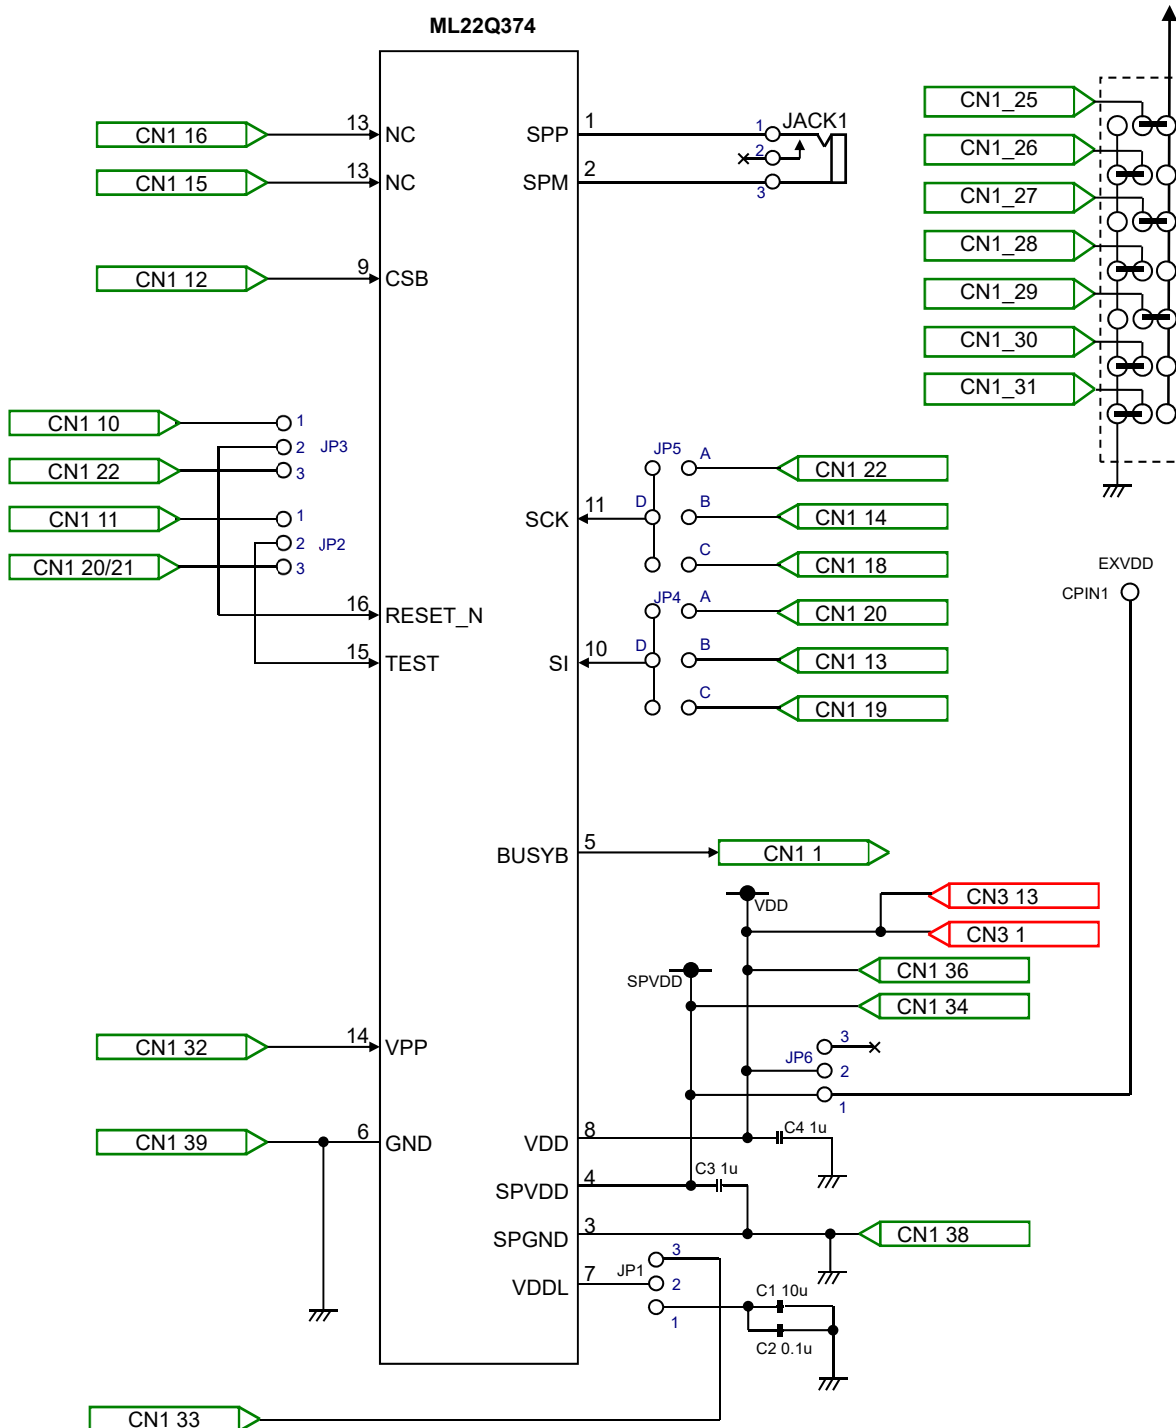 ML22Q374
CN1 16
13
NC
CN1 15
13
NC
CN1 12
9
CSB
CN1 10
1
2
JP3
CN1 22
3
CN1 11
1
2
JP2
CN1 20/21
3
16
RESET_N
15
TEST
CN1 32
14
VPP
CN1 39
6
GND
CN1 33
SPP
1
1
JACK1
2
SPM
2
3
SCK
11
JP5
D
A
CN1 22
B
CN1 14
C
CN1 18
SI
10
JP4
D
A
CN1 20
B
CN1 13
C
CN1 19
BUSYB
5
CN1 1
VDD
CN3 13
CN3 1
SPVDD
CN1 36
CN1 34
JP6
3
2
1
VDD
8
C4 1u
SPVDD
4
C3 1u
SPGND
3
CN1 38
VDDL
7
JP1
3
2
1
C1 10u
C2 0.1u
CN1_25
CN1_26
CN1_27
CN1_28
CN1_29
CN1_30
CN1_31
EXVDD
CPIN1